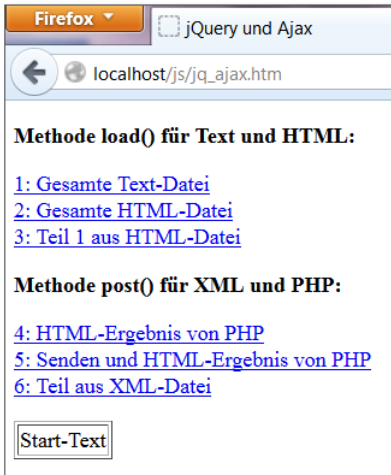 Firefox
jQuery und Ajax
localhost/js/jq_ajax.htm
Methode load() für Text und HTML:
1: Gesamte Text-Datei
2: Gesamte HTML-Datei
3: Teil 1 aus HTML-Datei
Methode post() für XML und PHP:
4: HTML-Ergebnis von PHP
5: Senden und HTML-Ergebnis von PHP
6: Teil aus XML-Datei
Start-Text